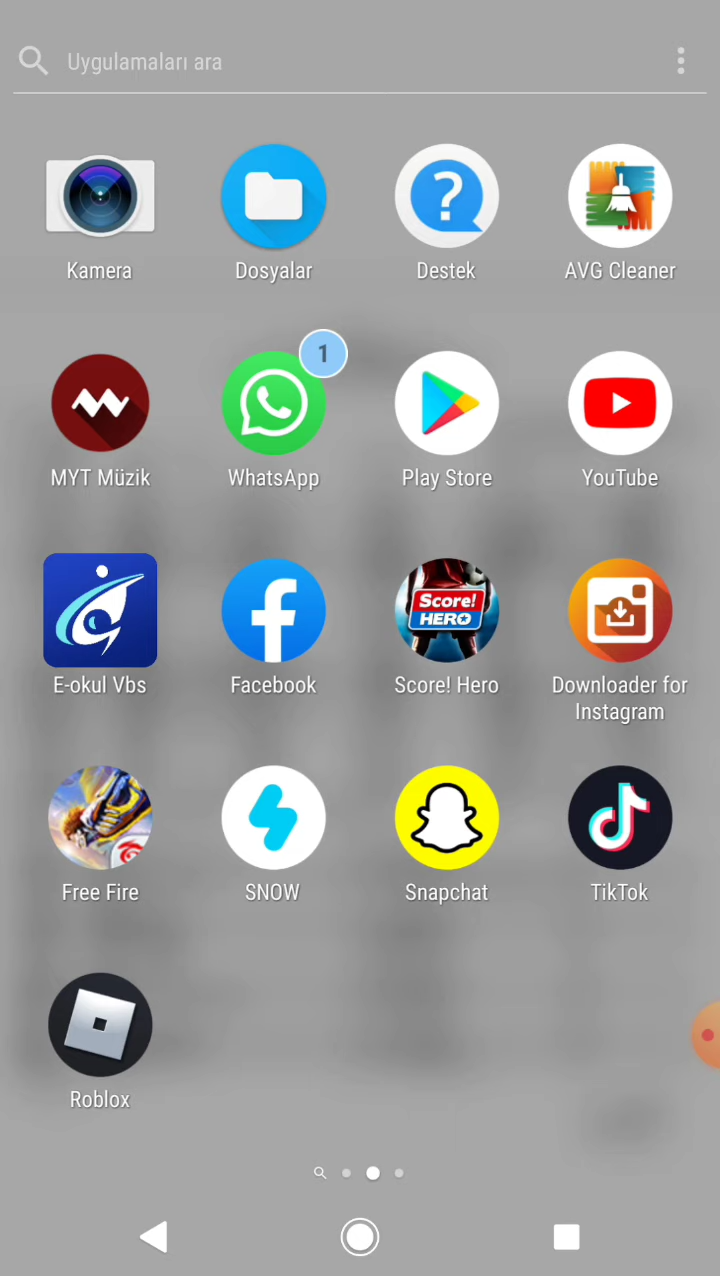 Uygulamaları ara
Kamera
Dosyalar
Destek
AVG Cleaner
1
MYT Müzik
WhatsApp
Play Store
YouTube
Score!
HERO
E-okul Vbs
Facebook
Score! Hero
Downloader for
Instagram
Free Fire
SNOW
Snapchat
TikTok
Roblox